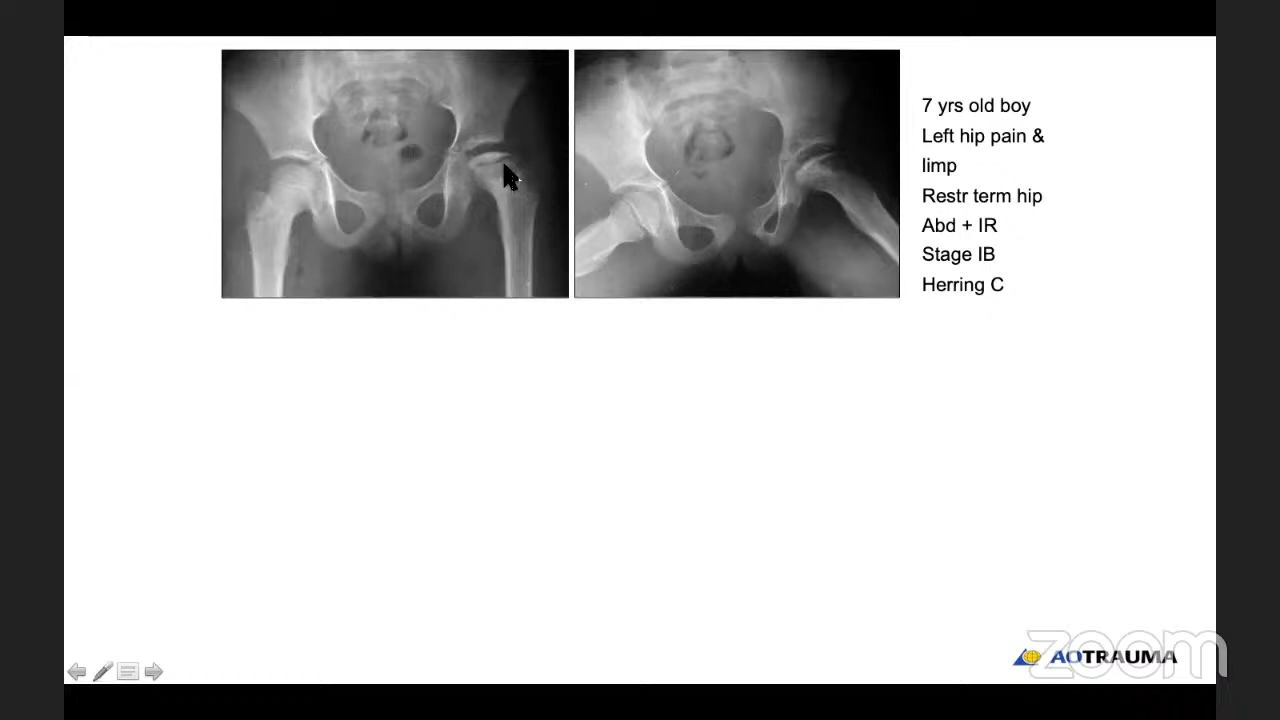 7 yrs old boy
Left hip pain &
limp
Restr term hip
Abd + IR
Stage IB
Herring C
AOTRAUMA
zoom